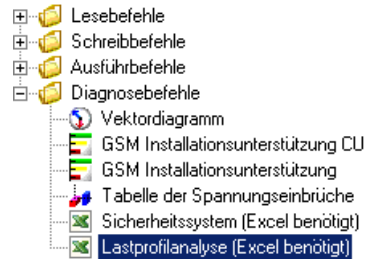 Lesebefehle
Schreibbefehle
Ausführbefehle
Diagnosebefehle
Vektordiagramm
GSM Installationsunterstützung CU
GSM Installationsunterstützung
Tabelle der Spannungseinbrüche
Sicherheitssystem (Excel benötigt)
Lastprofilanalyse (Excel benötigt)